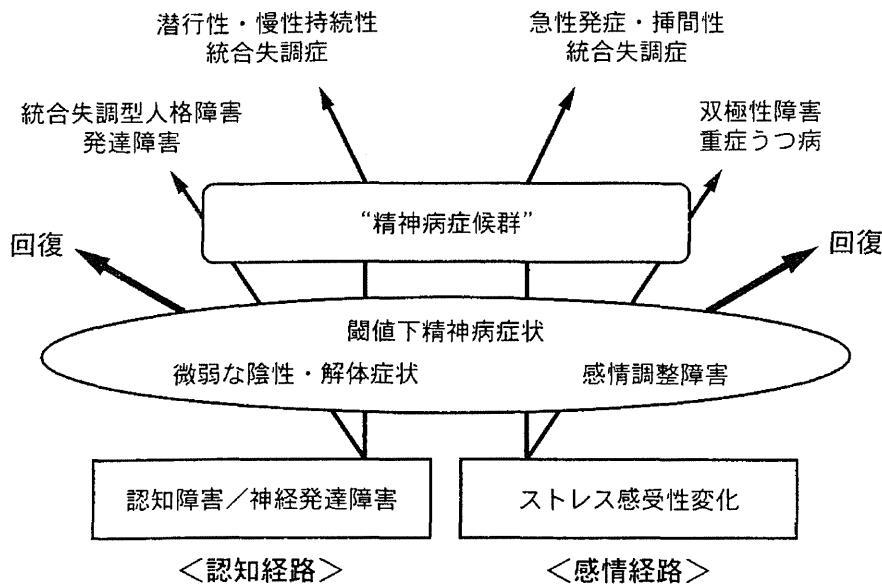 潜行性・慢性持続性
統合失調症
急性発症・挿間性
統合失調症
統合失調型人格障害
発達障害
双極性障害
重症うつ病
“精神病症候群”
回復
回復
閾値下精神病症状
微弱な陰性・解体症状
感情調整障害
認知障害／神経発達障害
ストレス感受性変化
＜認知経路＞
＜感情経路＞